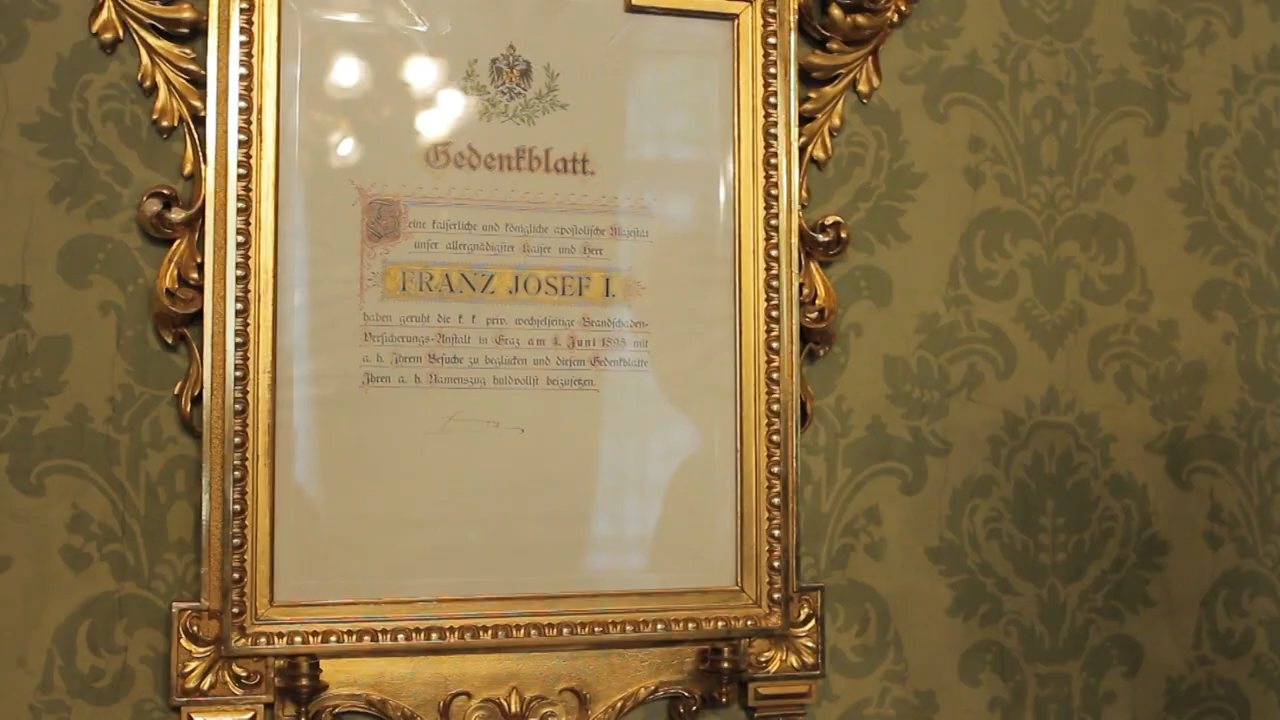 Gedenkblatt.
Seine kaiserliche und königliche apostolische Majestät
unser allergnädigster Kaiser und Herr
FRANZ JOSEF I.
haben geruht die k. k. priv. wechselseitige Brandschaden-
Versicherungs-Anstalt in Graz am 4. Juni 1895 mit
a. h. Ihrem Besuche zu beglücken und diesem Gedenkblatte
Ihren a. h. Namenszug huldvollst beizusetzen.